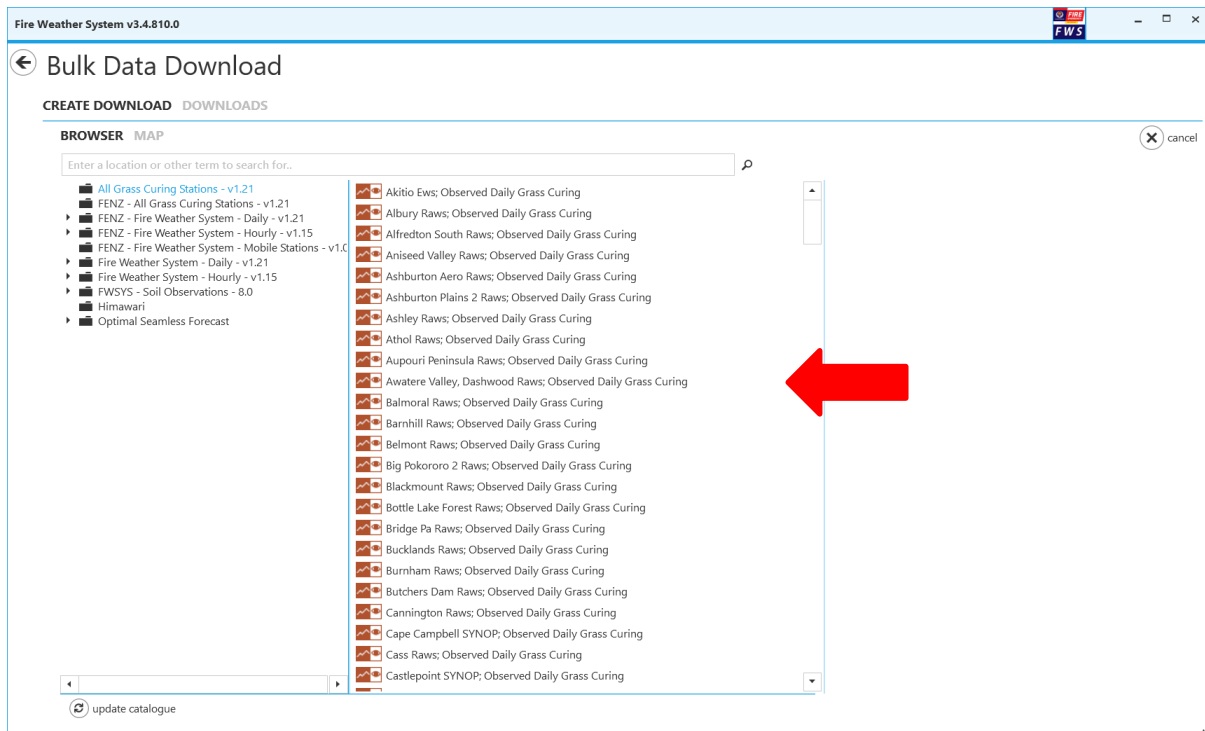 Fire Weather System v3.4.810.0
FIRE
FWS
Bulk Data Download
CREATE DOWNLOAD DOWNLOADS
BROWSER MAP
cancel
Enter a location or other term to search for..
All Grass Curing Stations - v1.21
FENZ - All Grass Curing Stations - v1.21
FENZ - Fire Weather System - Daily - v1.21
FENZ - Fire Weather System - Hourly - v1.15
FENZ - Fire Weather System - Mobile Stations - v1.0
Fire Weather System - Daily - v1.21
Fire Weather System - Hourly - v1.15
FWSYS - Soil Observations - 8.0
Himawari
Optimal Seamless Forecast
Akitio Ews; Observed Daily Grass Curing
Albury Raws; Observed Daily Grass Curing
Alfredton South Raws; Observed Daily Grass Curing
Aniseed Valley Raws; Observed Daily Grass Curing
Ashburton Aero Raws; Observed Daily Grass Curing
Ashburton Plains 2 Raws; Observed Daily Grass Curing
Ashley Raws; Observed Daily Grass Curing
Athol Raws; Observed Daily Grass Curing
Aupouri Peninsula Raws; Observed Daily Grass Curing
Awatere Valley, Dashwood Raws; Observed Daily Grass Curing
Balmoral Raws; Observed Daily Grass Curing
Barnhill Raws; Observed Daily Grass Curing
Belmont Raws; Observed Daily Grass Curing
Big Pokororo 2 Raws; Observed Daily Grass Curing
Blackmount Raws; Observed Daily Grass Curing
Bottle Lake Forest Raws; Observed Daily Grass Curing
Bridge Pa Raws; Observed Daily Grass Curing
Bucklands Raws; Observed Daily Grass Curing
Burnham Raws; Observed Daily Grass Curing
Butchers Dam Raws; Observed Daily Grass Curing
Cannington Raws; Observed Daily Grass Curing
Cape Campbell SYNOP; Observed Daily Grass Curing
Cass Raws; Observed Daily Grass Curing
Castlepoint SYNOP; Observed Daily Grass Curing
update catalogue